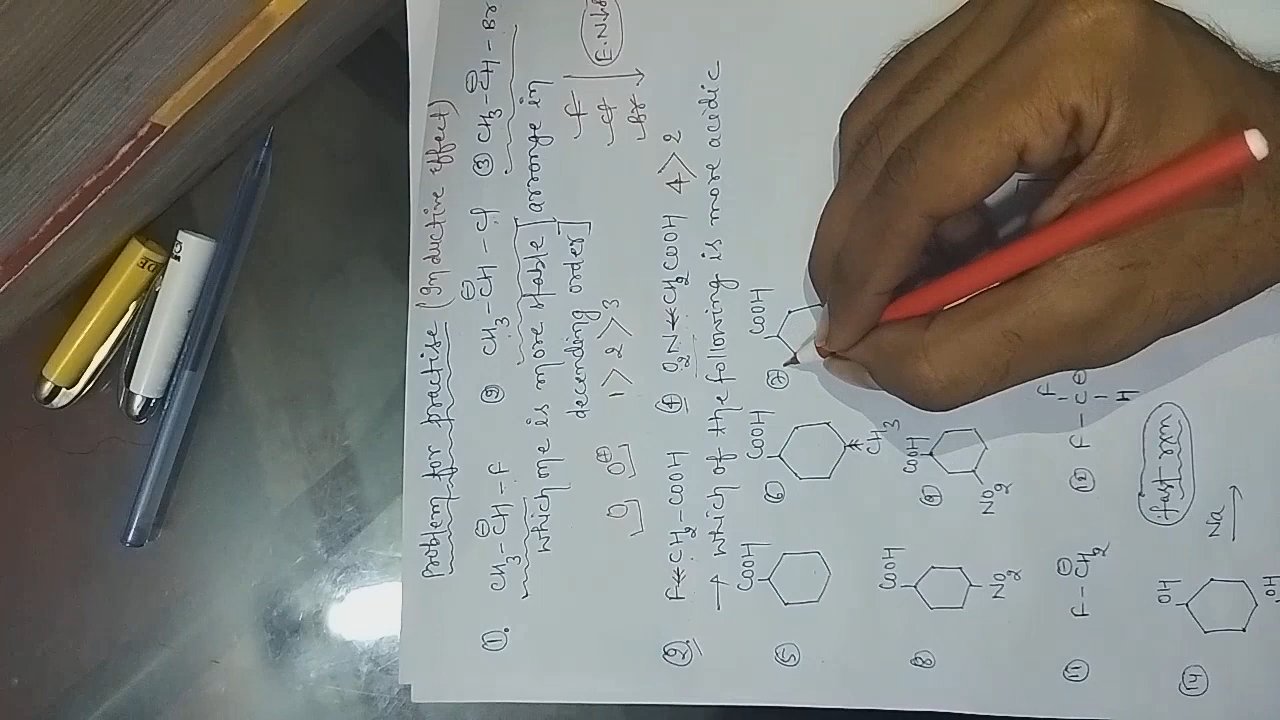 problem for practise (Inductive effect)
①. CH3-CH⊖-F ② CH3-CH⊖-Cl ③ CH3-CH⊖-Br
which one is more stable] arrange in
decending order]
1>2>3
F
Cl
Br
② F CH2-COOH ④ O2N CH2COOH 4>2
→ which of the following is more acidic
⑤ COOH ⑥ COOH CH3 ⑦ COOH
⑧ COOH NO2 ⑨ COOH NO2
⑪ F-CH2⊖ ⑫ F-C⊖ F H
fast rxn
OH OH Na